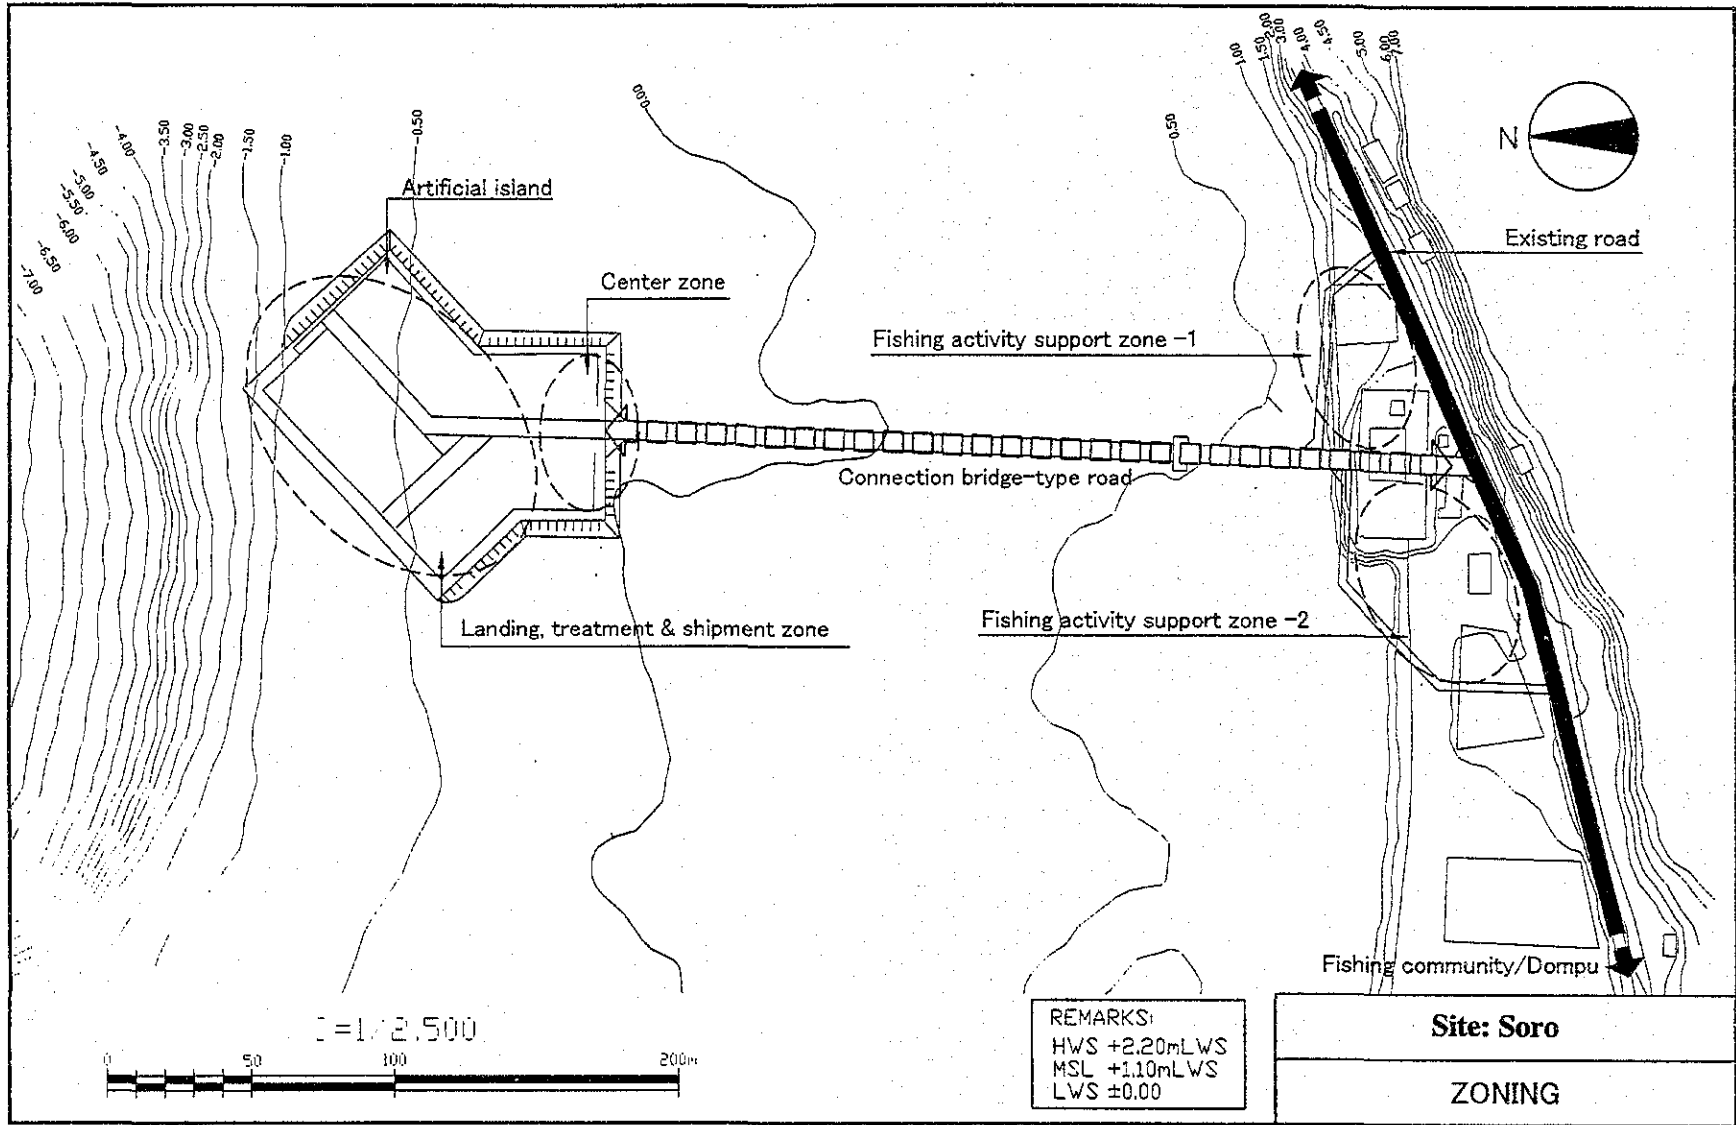 -7.00
-6.50
-6.00
-5.50
-5.00
-4.50
-4.00
-3.50
-3.00
-2.50
-2.00
-1.50
-1.00
-0.50
0.00
0.50
1.00
1.50
2.00
3.00
4.00
4.50
5.00
6.00
7.00
N
Artificial island
Center zone
Existing road
Fishing activity support zone -1
Connection bridge-type road
Landing, treatment & shipment zone
Fishing activity support zone -2
Fishing community/Dompu
=1/2,500
0 50 100 200m
REMARKS:
HWS +2.20mLWS
MSL +1.10mLWS
LWS ±0.00
Site: Soro
ZONING